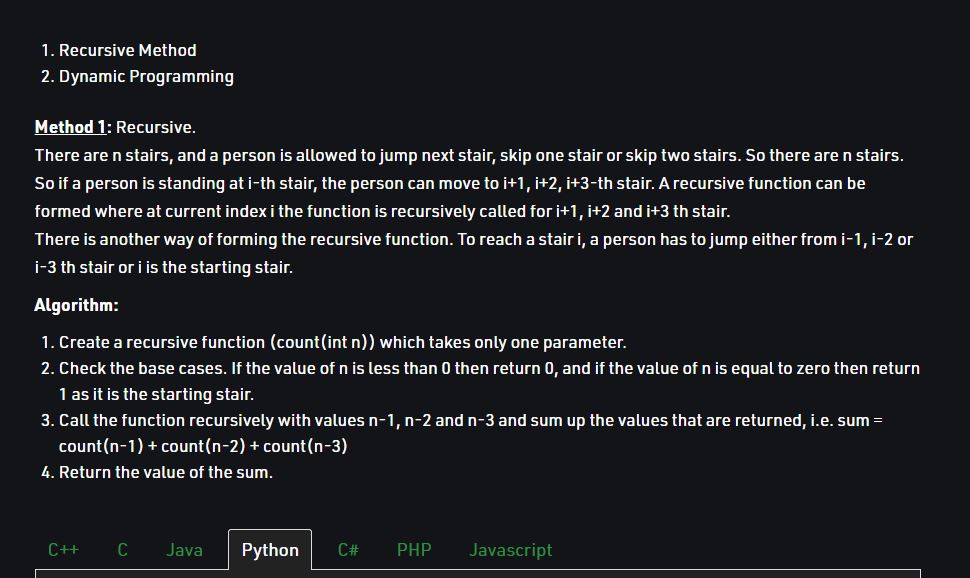 1. Recursive Method
2. Dynamic Programming
Method 1: Recursive.
There are n stairs, and a person is allowed to jump next stair, skip one stair or skip two stairs. So there are n stairs.
So if a person is standing at i-th stair, the person can move to i+1, i+2, i+3-th stair. A recursive function can be
formed where at current index i the function is recursively called for i+1, i+2 and i+3 th stair.
There is another way of forming the recursive function. To reach a stair i, a person has to jump either from i-1, i-2 or
i-3 th stair or i is the starting stair.
Algorithm:
1. Create a recursive function (count(int n)) which takes only one parameter.
2. Check the base cases. If the value of n is less than 0 then return 0, and if the value of n is equal to zero then return
1 as it is the starting stair.
3. Call the function recursively with values n-1, n-2 and n-3 and sum up the values that are returned, i.e. sum =
count(n-1) + count(n-2) + count(n-3)
4. Return the value of the sum.
C++ C Java Python C# PHP Javascript